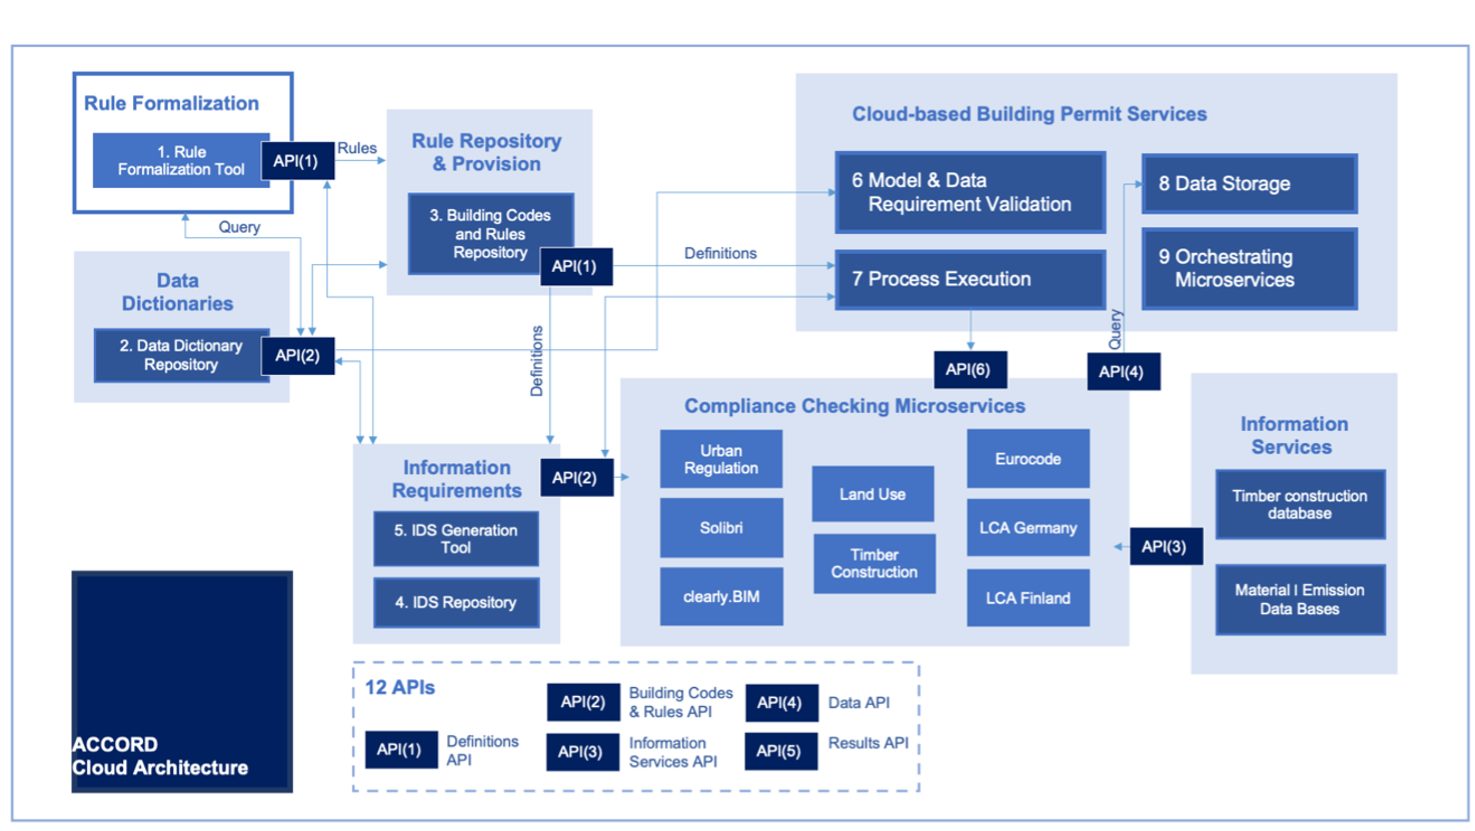 Rule Formalization
1. Rule
Formalization Tool
API(1)
Rules
Query
Data
Dictionaries
2. Data Dictionary
Repository
API(2)
Rule Repository
& Provision
3. Building Codes
and Rules
Repository
API(1)
Definitions
Definitions
Cloud-based Building Permit Services
6 Model & Data
Requirement Validation
7 Process Execution
8 Data Storage
9 Orchestrating
Microservices
Query
API(6)
API(4)
Information
Requirements
API(2)
5. IDS Generation
Tool
4. IDS Repository
Compliance Checking Microservices
Urban
Regulation
Solibri
clearly.BIM
Land Use
Timber
Construction
Eurocode
LCA Germany
LCA Finland
API(3)
Information
Services
Timber construction
database
Material I Emission
Data Bases
ACCORD
Cloud Architecture
12 APIs
API(1)
Definitions
API
API(2)
Building Codes
& Rules API
API(3)
Information
Services API
API(4)
Data API
API(5)
Results API